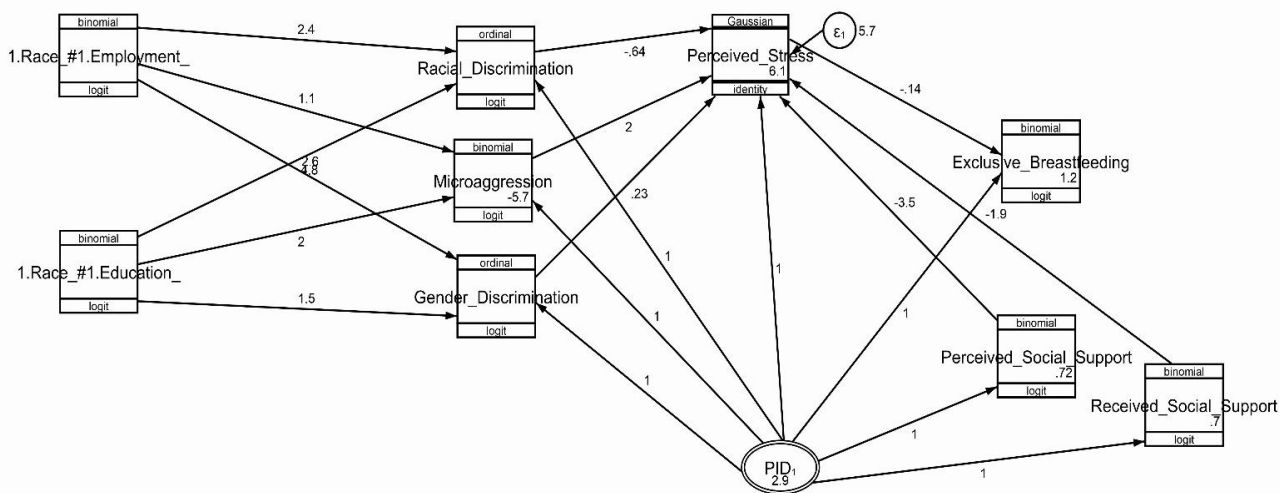 binomial
1.Race_#1.Employment_
logit
binomial
1.Race_#1.Education_
logit
2.4
1.1
2.6
4.8
2
1.5
ordinal
Racial_Discrimination
logit
binomial
Microaggression
-5.7
logit
ordinal
Gender_Discrimination
logit
-.64
2
.23
1
1
1
1
1
1
1
Gaussian
Perceived_Stress
6.1
identity
ε1
5.7
-.14
-3.5
-1.9
binomial
Exclusive_Breastfeeding
1.2
logit
binomial
Perceived_Social_Support
.72
logit
binomial
Received_Social_Support
.7
logit
PID1
2.9